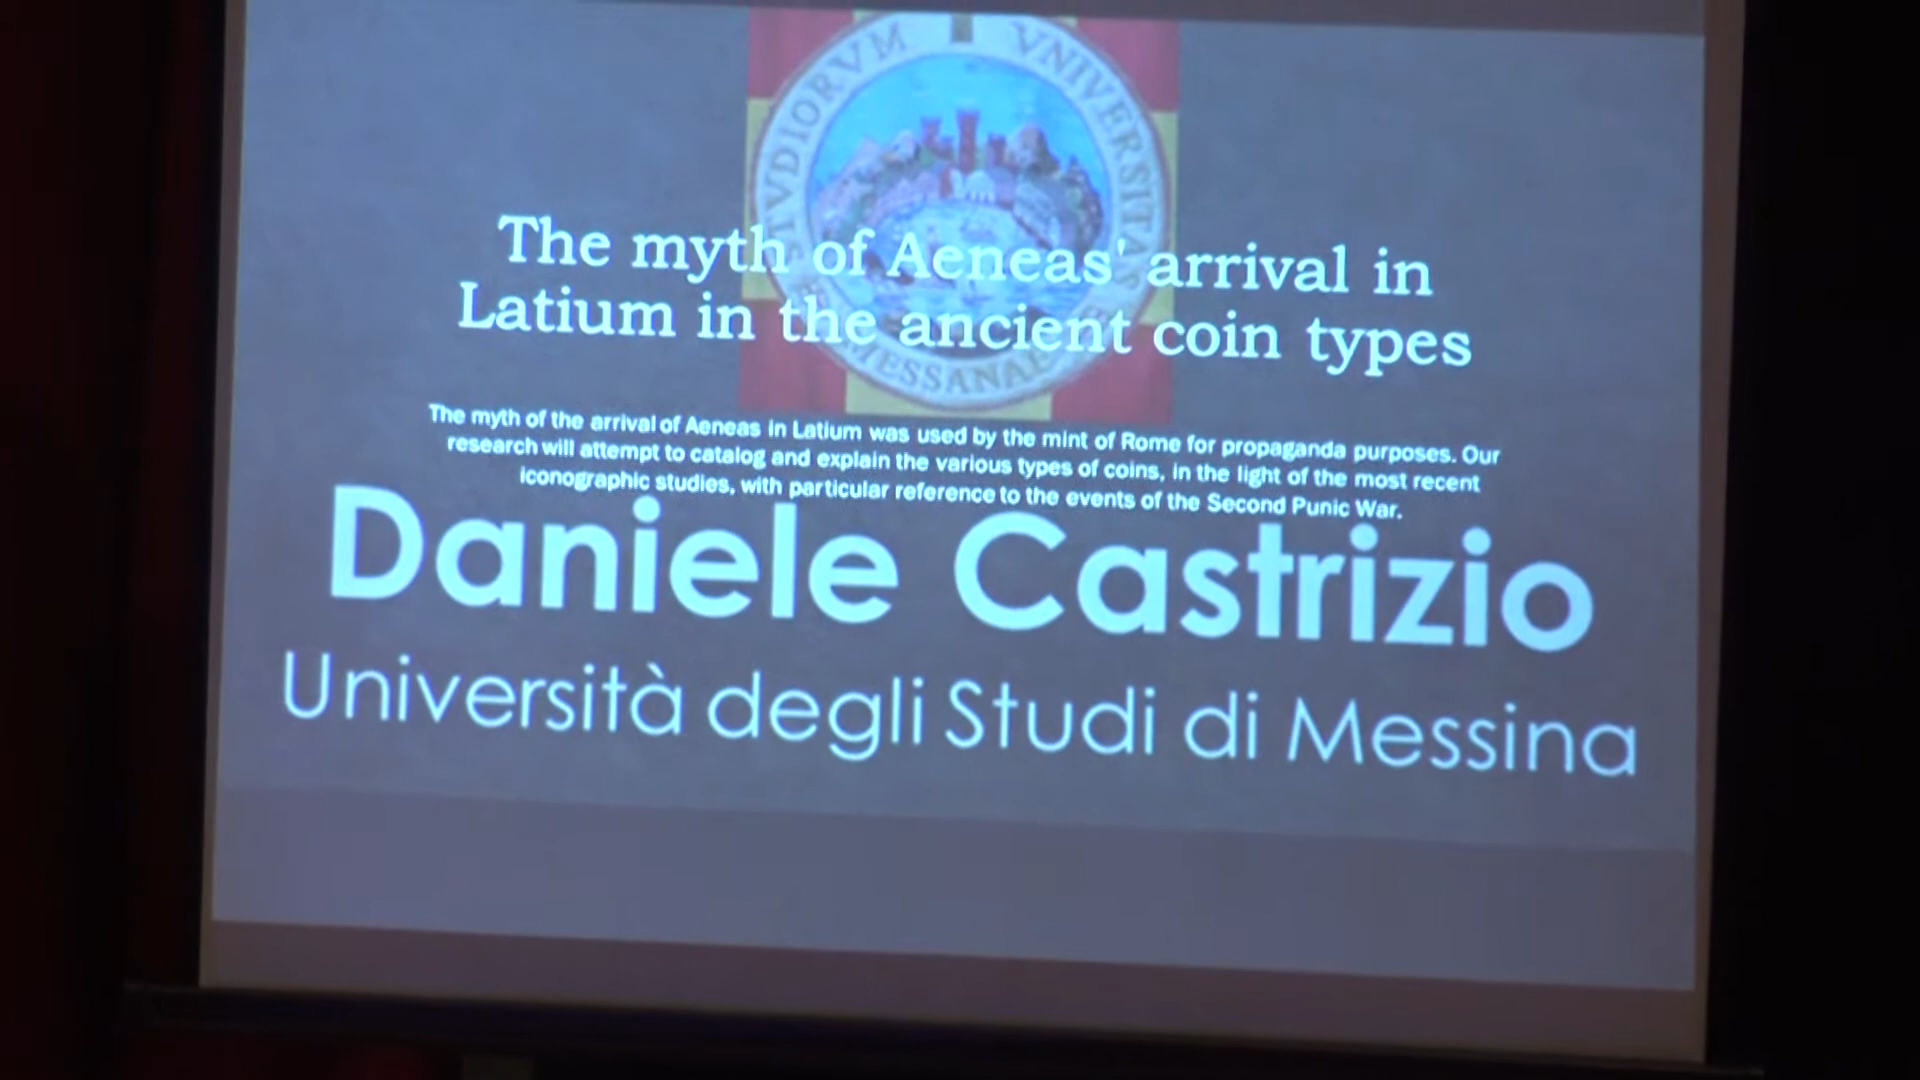 STVDIORVM VNIVERSITAS
MESSANAE
The myth of Aeneas' arrival in
Latium in the ancient coin types
The myth of the arrival of Aeneas in Latium was used by the mint of Rome for propaganda purposes. Our
research will attempt to catalog and explain the various types of coins, in the light of the most recent
iconographic studies, with particular reference to the events of the Second Punic War.
Daniele Castrizio
Università degli Studi di Messina